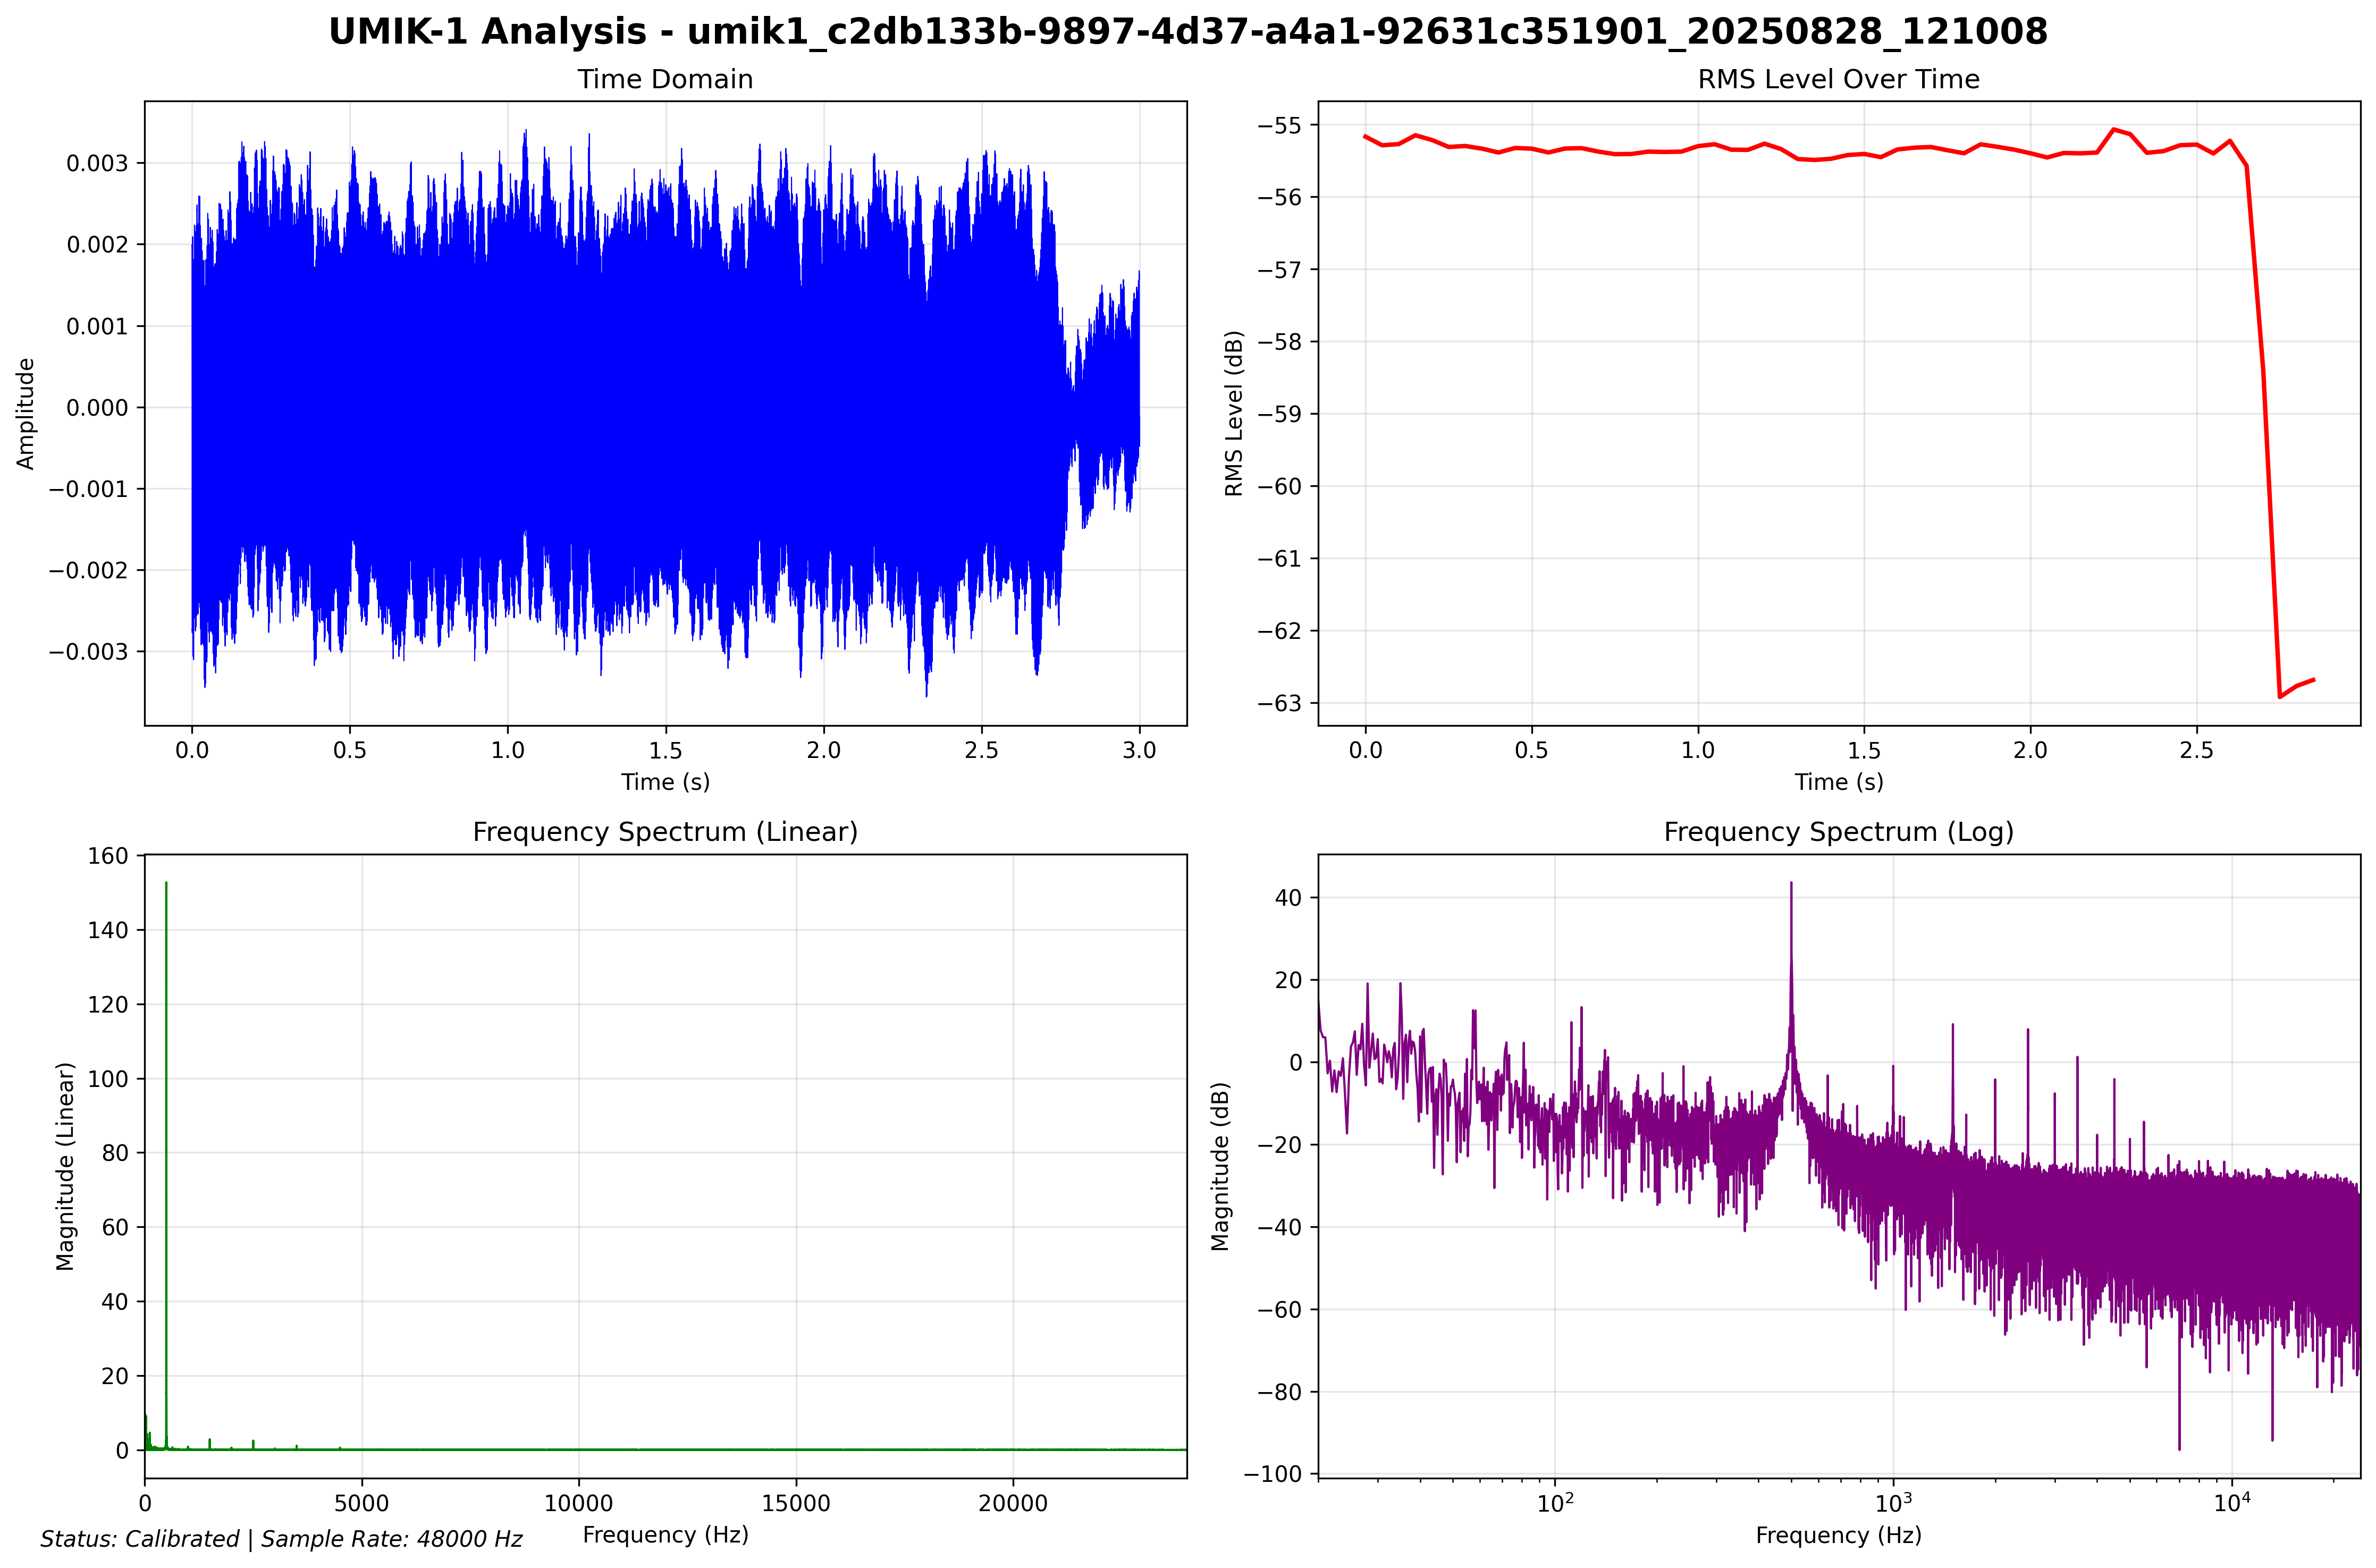 UMIK-1 Analysis - umik1_c2db133b-9897-4d37-a4a1-92631c351901_20250828_121008
Time Domain
Amplitude
0.003
0.002
0.001
0.000
−0.001
−0.002
−0.003
0.0 0.5 1.0 1.5 2.0 2.5 3.0
Time (s)
RMS Level Over Time
RMS Level (dB)
−55
−56
−57
−58
−59
−60
−61
−62
−63
0.0 0.5 1.0 1.5 2.0 2.5
Time (s)
Frequency Spectrum (Linear)
Magnitude (Linear)
160
140
120
100
80
60
40
20
0
0 5000 10000 15000 20000
Frequency (Hz)
Frequency Spectrum (Log)
Magnitude (dB)
40
20
0
−20
−40
−60
−80
−100
10² 10³ 10⁴
Frequency (Hz)
Status: Calibrated | Sample Rate: 48000 Hz